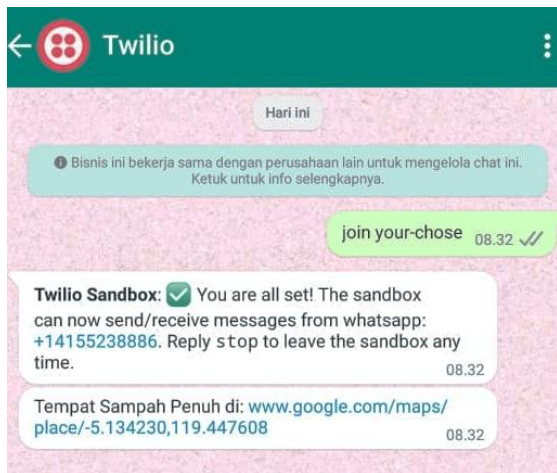 Twilio
Hari ini
Bisnis ini bekerja sama dengan perusahaan lain untuk mengelola chat ini.
Ketuk untuk info selengkapnya.
join your-chose 08.32
Twilio Sandbox: ✅ You are all set! The sandbox
can now send/receive messages from whatsapp:
+14155238886. Reply stop to leave the sandbox any
time. 08.32
Tempat Sampah Penuh di: www.google.com/maps/
place/-5.134230,119.447608 08.32